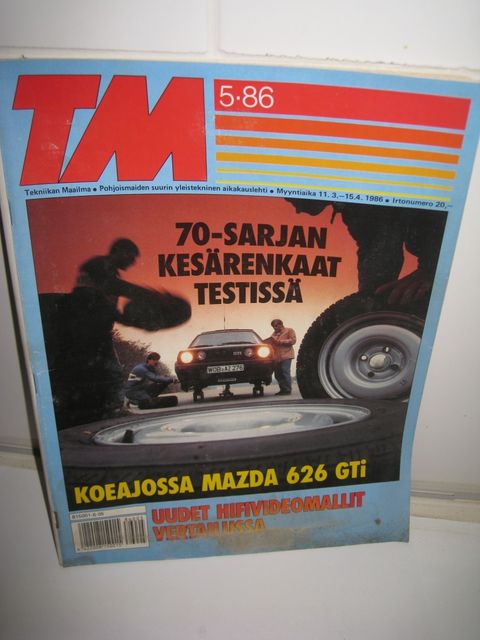 TM
5·86
Tekniikan Maailma • Pohjoismaiden suurin yleistekninen aikakauslehti • Myyntiaika 11. 3.–15.4. 1986 • Irtonumero 20,–
70-SARJAN
KESÄRENKAAT
TESTISSÄ
KOEAJOSSA MAZDA 626 GTi
UUDET HIFIVIDEOMALLIT
VERTAILUSSA